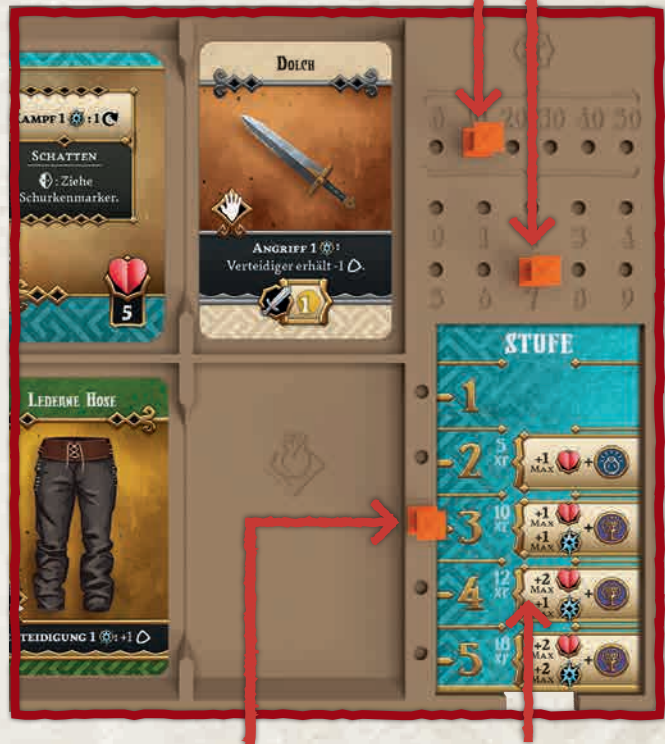 AMPF 1 : 1
SCHATTEN
: Ziehe
Schurkenmarker.
5
DOLCH
ANGRIFF 1 :
Verteidiger erhält -1 .
1
LEDERNE HOSE
TEIDIGUNG 1 : +1
0 20 30 40 50
0 1 3 4
5 6 7 8 9
STUFE
1
2 5 XP +1 MAX +
3 10 XP +1 MAX +1 MAX +
4 12 XP +2 MAX +1 MAX +
5 18 XP +2 MAX +2 MAX +